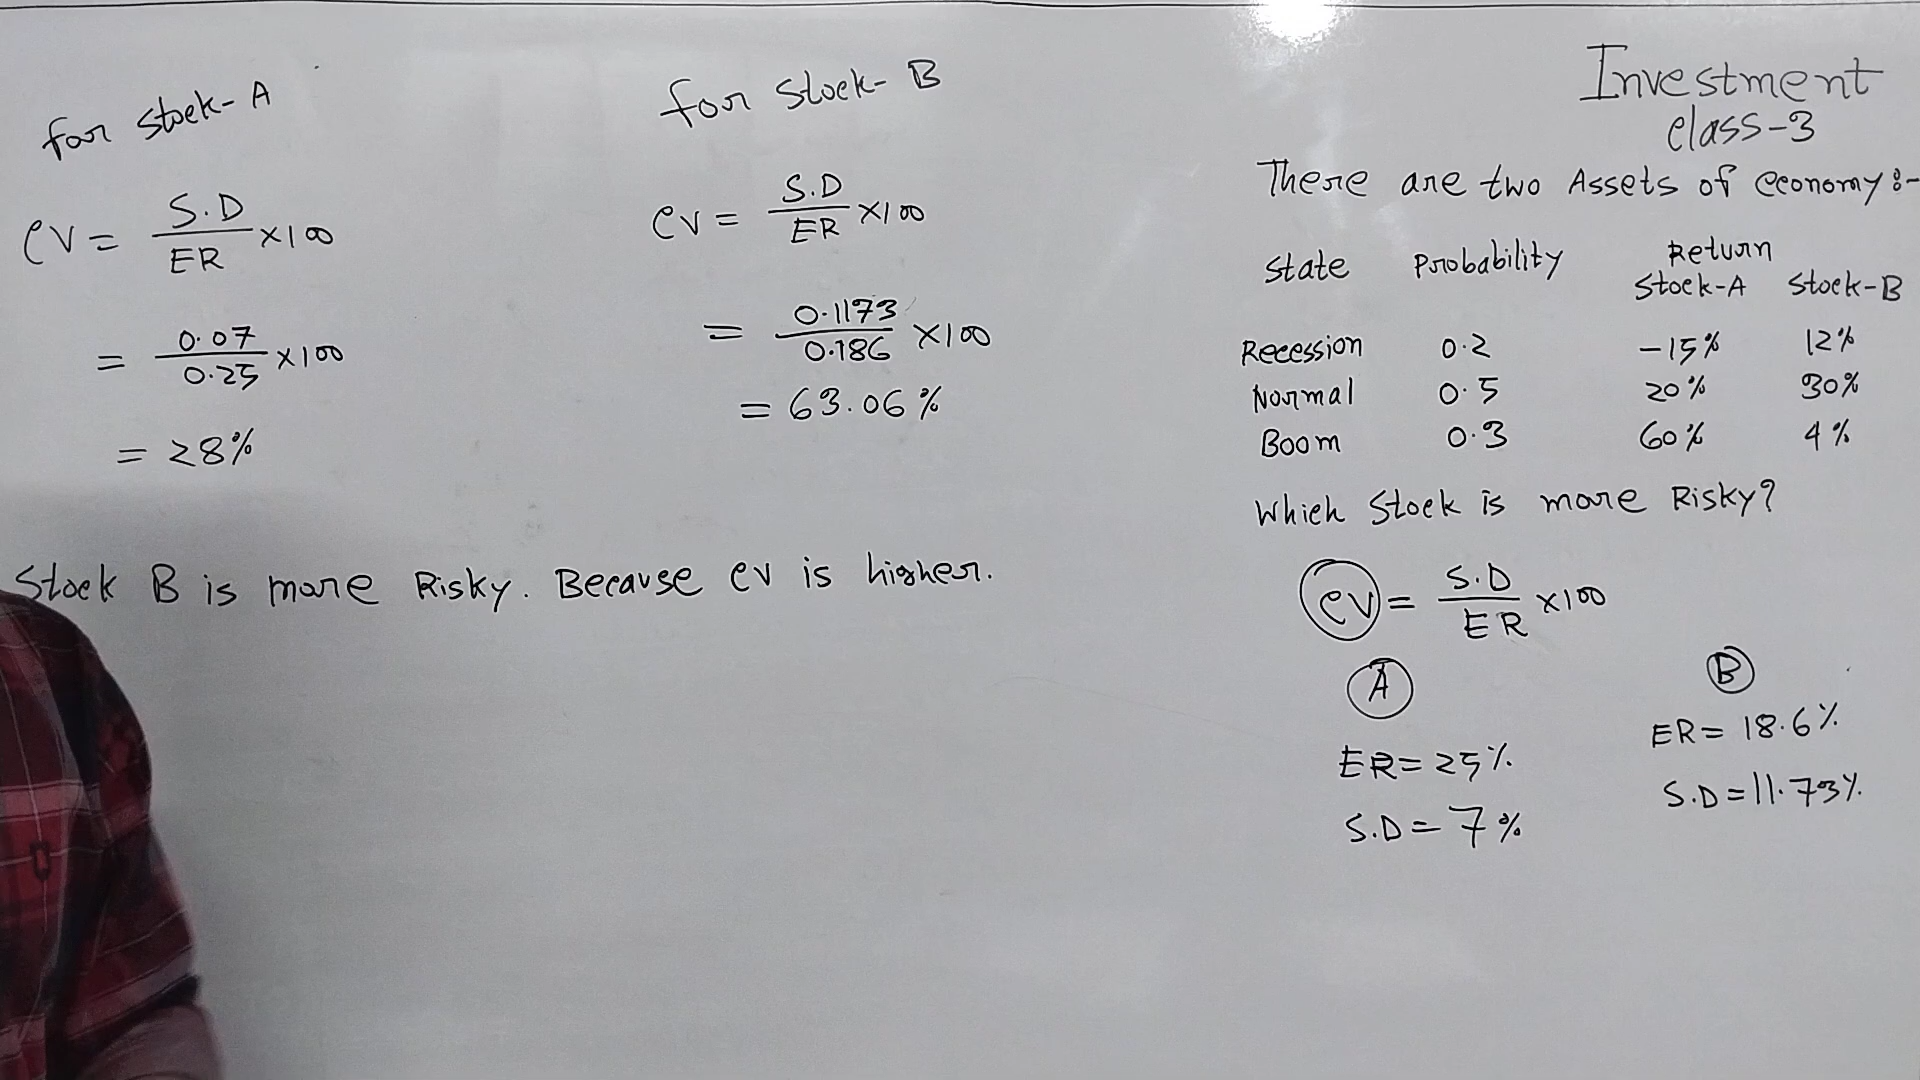 Investment
class-3
There are two Assets of economy :-
State Probability Return
Stock-A Stock-B
Recession 0.2 -15% 12%
Normal 0.5 20% 30%
Boom 0.3 60% 4%
Which Stock is more Risky?
CV = S.D / ER ×100
A
ER = 25%
S.D = 7%
B
ER = 18.6%
S.D = 11.73%
for stock-A
CV = S.D / ER ×100
= 0.07 / 0.25 ×100
= 28%
for stock-B
CV = S.D / ER ×100
= 0.1173 / 0.186 ×100
= 63.06%
Stock B is more Risky. Because CV is higher.